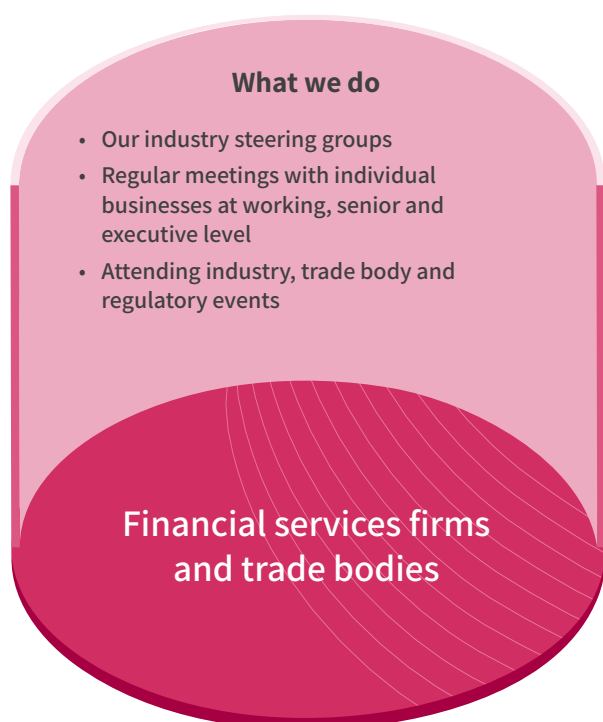 What we do
• Our industry steering groups
• Regular meetings with individual
businesses at working, senior and
executive level
• Attending industry, trade body and
regulatory events
Financial services firms
and trade bodies